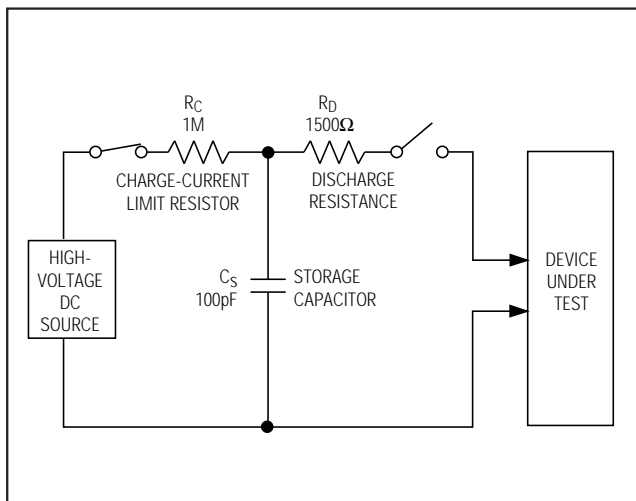 R_C
1M
R_D
1500Ω
CHARGE-CURRENT
LIMIT RESISTOR
DISCHARGE
RESISTANCE
HIGH-
VOLTAGE
DC
SOURCE
C_S
100pF
STORAGE
CAPACITOR
DEVICE
UNDER
TEST